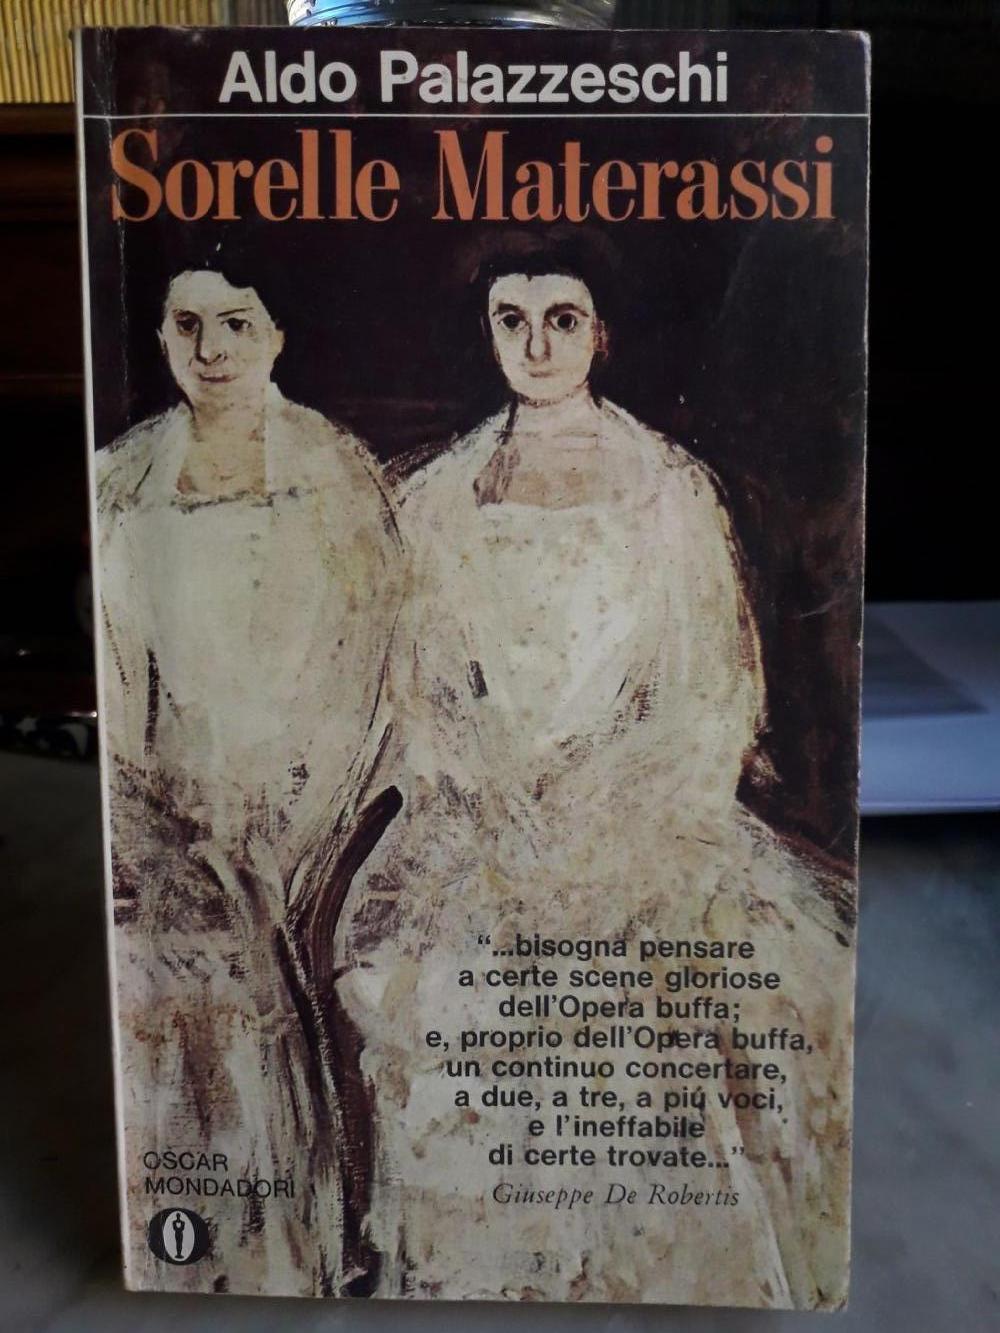 Aldo Palazzeschi
Sorelle Materassi
“...bisogna pensare
a certe scene gloriose
dell'Opera buffa;
e, proprio dell'Opera buffa,
un continuo concertare,
a due, a tre, a piú voci,
e l'ineffabile
di certe trovate...”
Giuseppe De Robertis
OSCAR
MONDADORI